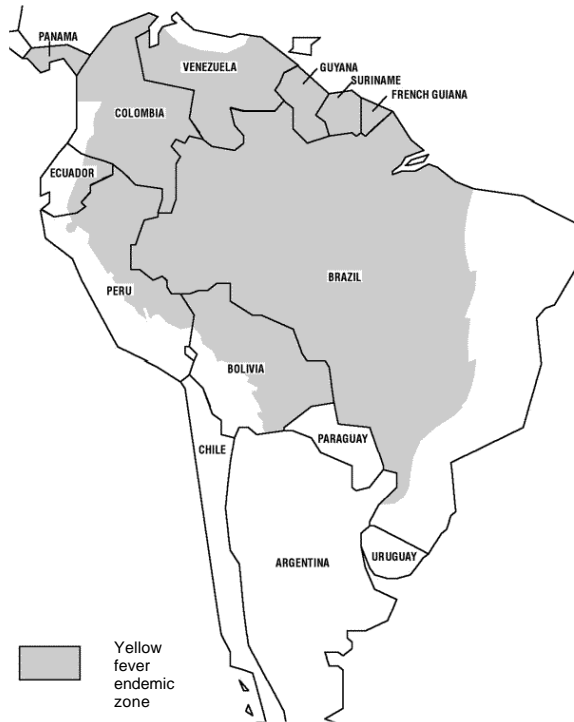 PANAMA
VENEZUELA
GUYANA
SURINAME
FRENCH GUIANA
COLOMBIA
ECUADOR
BRAZIL
PERU
BOLIVIA
PARAGUAY
CHILE
ARGENTINA
URUGUAY
Yellow
fever
endemic
zone